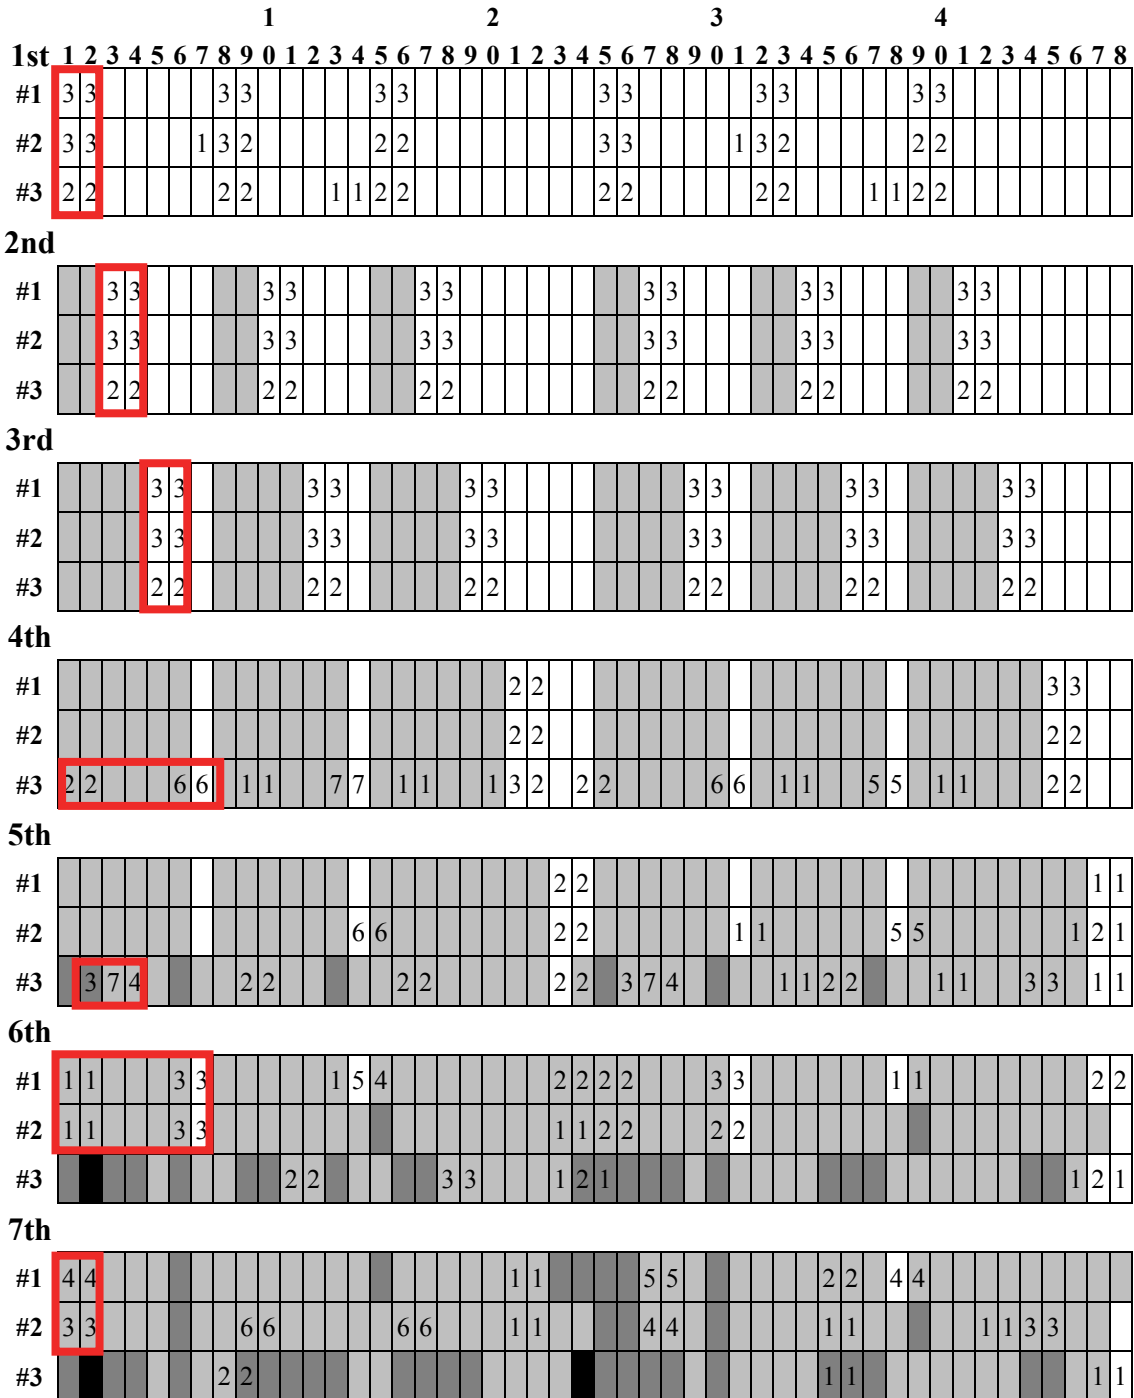 1 2 3 4
1st 1 2 3 4 5 6 7 8 9 0 1 2 3 4 5 6 7 8 9 0 1 2 3 4 5 6 7 8 9 0 1 2 3 4 5 6 7 8 9 0 1 2 3 4 5 6 7 8
#1 3 3 3 3 3 3 3 3 3 3 3 3
#2 3 3 1 3 2 2 2 3 3 1 3 2 2 2
#3 2 2 2 2 1 1 2 2 2 2 2 2 1 1 2 2
2nd
#1 3 3 3 3 3 3 3 3 3 3 3 3
#2 3 3 3 3 3 3 3 3 3 3 3 3
#3 2 2 2 2 2 2 2 2 2 2 2 2
3rd
#1 3 3 3 3 3 3 3 3 3 3 3 3
#2 3 3 3 3 3 3 3 3 3 3 3 3
#3 2 2 2 2 2 2 2 2 2 2 2 2
4th
#1 2 2 3 3
#2 2 2 2 2
#3 2 2 6 6 1 1 7 7 1 1 1 3 2 2 2 6 6 1 1 5 5 1 1 2 2
5th
#1 2 2 1 1
#2 6 6 2 2 1 1 5 5 1 2 1
#3 3 7 4 2 2 2 2 2 2 3 7 4 1 1 2 2 1 1 3 3 1 1
6th
#1 1 1 3 3 1 5 4 2 2 2 2 3 3 1 1 2 2
#2 1 1 3 3 1 1 2 2 2 2
#3 2 2 3 3 1 2 1 1 2 1
7th
#1 4 4 1 1 5 5 2 2 4 4
#2 3 3 6 6 6 6 1 1 4 4 1 1 1 1 3 3
#3 2 2 1 1 1 1